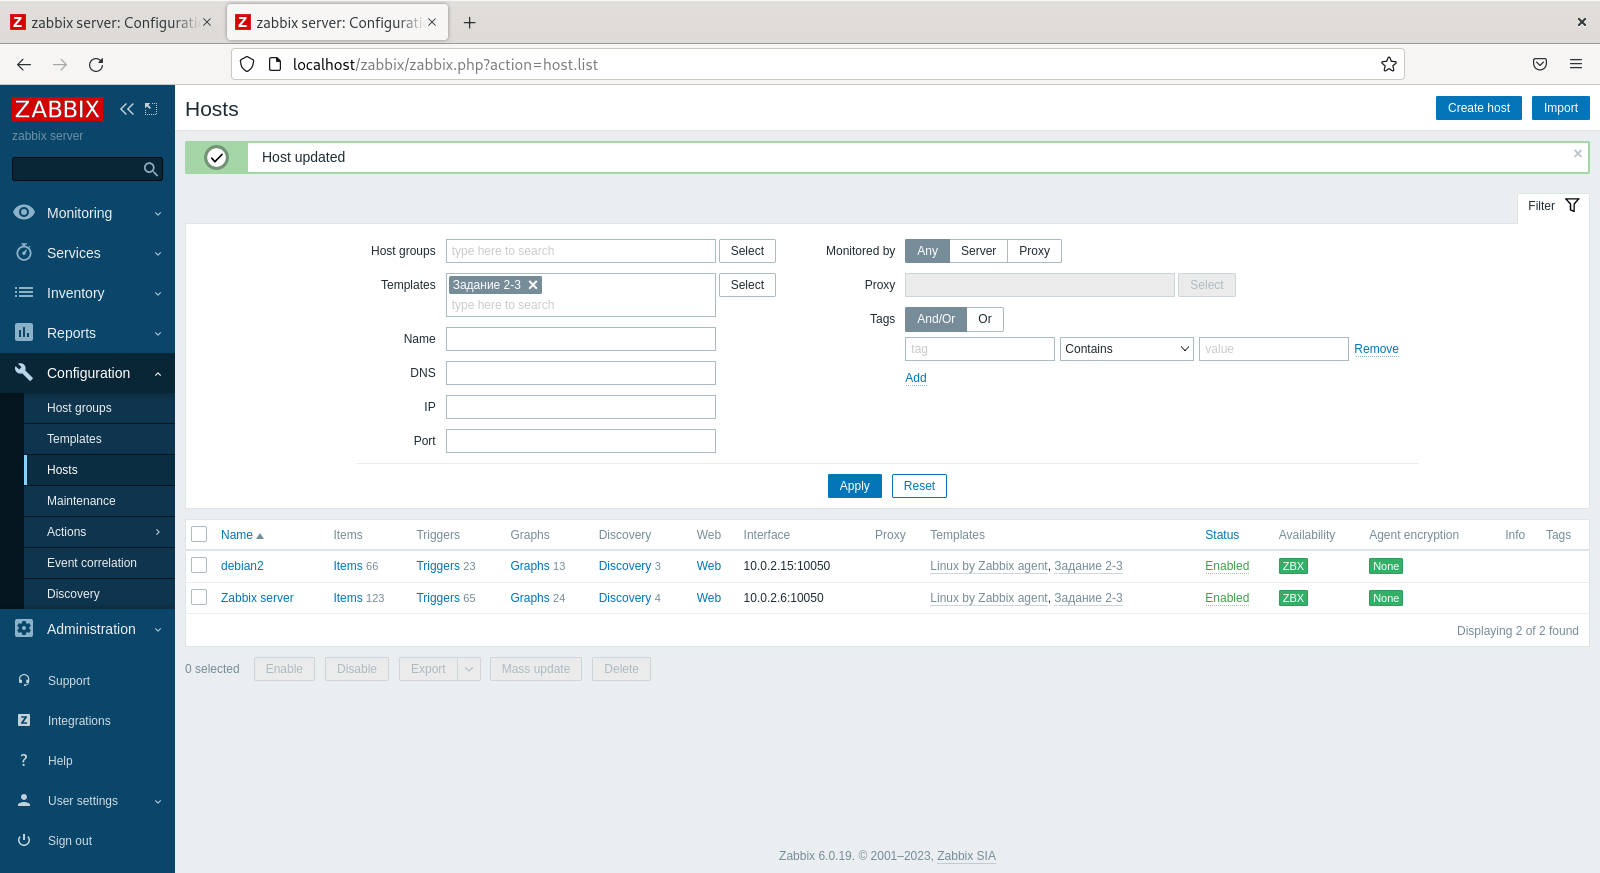 zabbix server: Configurati
zabbix server: Configurati
localhost/zabbix/zabbix.php?action=host.list
ZABBIX
zabbix server
Monitoring
Services
Inventory
Reports
Configuration
Host groups
Templates
Hosts
Maintenance
Actions
Event correlation
Discovery
Administration
Support
Integrations
Help
User settings
Sign out
Hosts
Create host Import
Host updated
Filter
Host groups type here to search Select
Templates Задание 2-3 Select
type here to search
Name
DNS
IP
Port
Monitored by Any Server Proxy
Proxy Select
Tags And/Or Or
tag Contains value Remove
Add
Apply Reset
Name Items Triggers Graphs Discovery Web Interface Proxy Templates Status Availability Agent encryption Info Tags
debian2 Items 66 Triggers 23 Graphs 13 Discovery 3 Web 10.0.2.15:10050 Linux by Zabbix agent, Задание 2-3 Enabled ZBX None
Zabbix server Items 123 Triggers 65 Graphs 24 Discovery 4 Web 10.0.2.6:10050 Linux by Zabbix agent, Задание 2-3 Enabled ZBX None
Displaying 2 of 2 found
0 selected Enable Disable Export Mass update Delete
Zabbix 6.0.19. © 2001–2023, Zabbix SIA